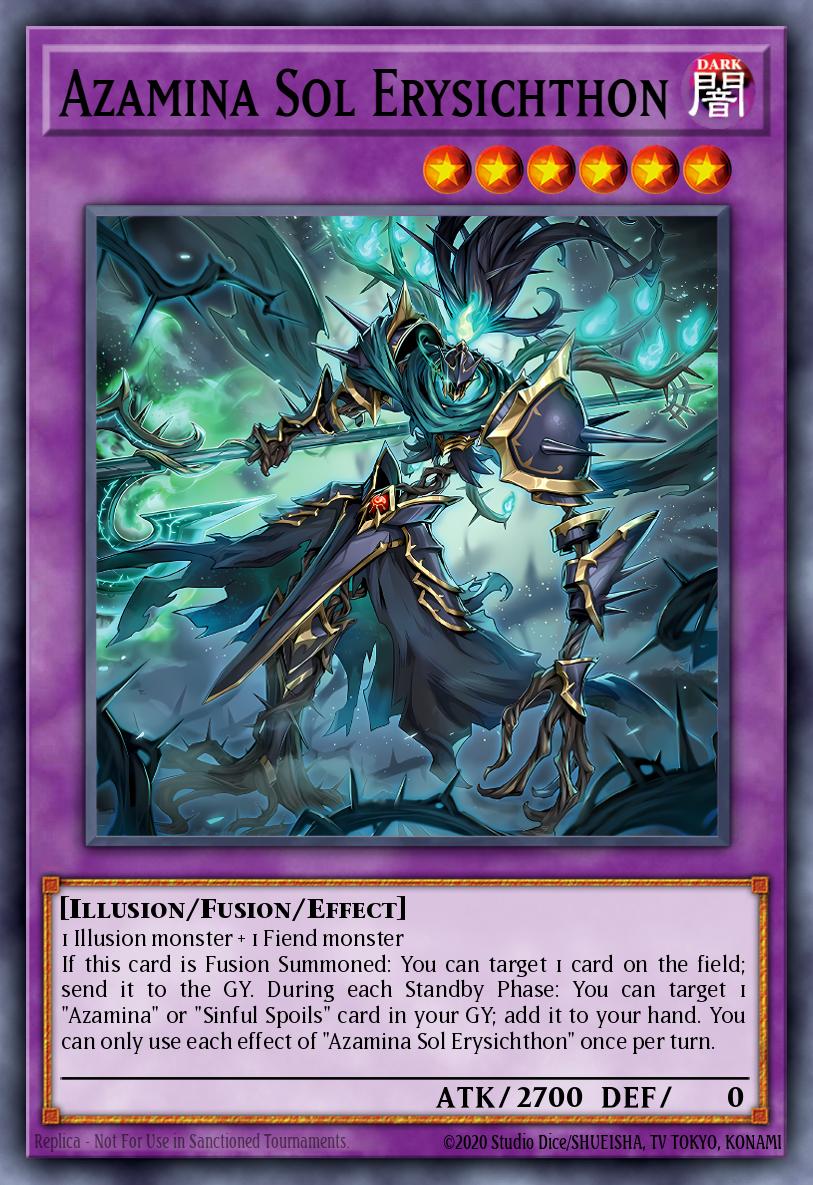 Azamina Sol Erysichthon
DARK
闇
[Illusion/Fusion/Effect]
1 Illusion monster + 1 Fiend monster
If this card is Fusion Summoned: You can target 1 card on the field;
send it to the GY. During each Standby Phase: You can target 1
"Azamina" or "Sinful Spoils" card in your GY; add it to your hand. You
can only use each effect of "Azamina Sol Erysichthon" once per turn.
ATK/2700 DEF/ 0
Replica - Not For Use in Sanctioned Tournaments. ©2020 Studio Dice/SHUEISHA, TV TOKYO, KONAMI